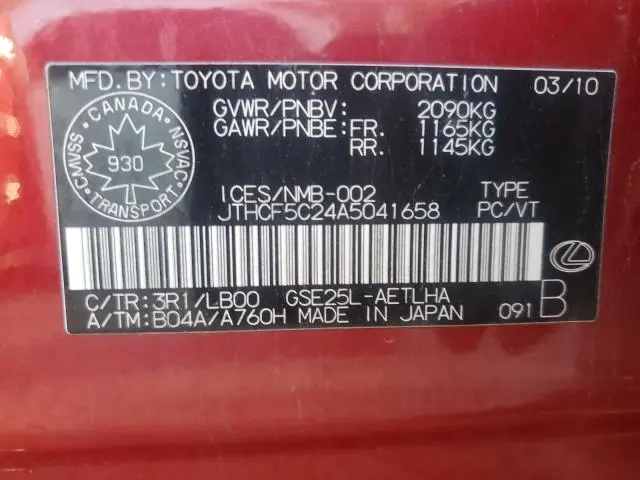 MFD. BY: TOYOTA MOTOR CORPORATION 03/10
GVWR/PNBV: 2090KG
GAWR/PNBE: FR. 1165KG
RR. 1145KG
CANADA
CMVSS NSVAC
930
TRANSPORT
ICES/NMB-002 TYPE
JTHCF5C24A5041658 PC/VT
C/TR: 3R1/LB00 GSE25L-AETLHA
A/TM: B04A/A760H MADE IN JAPAN 091 B